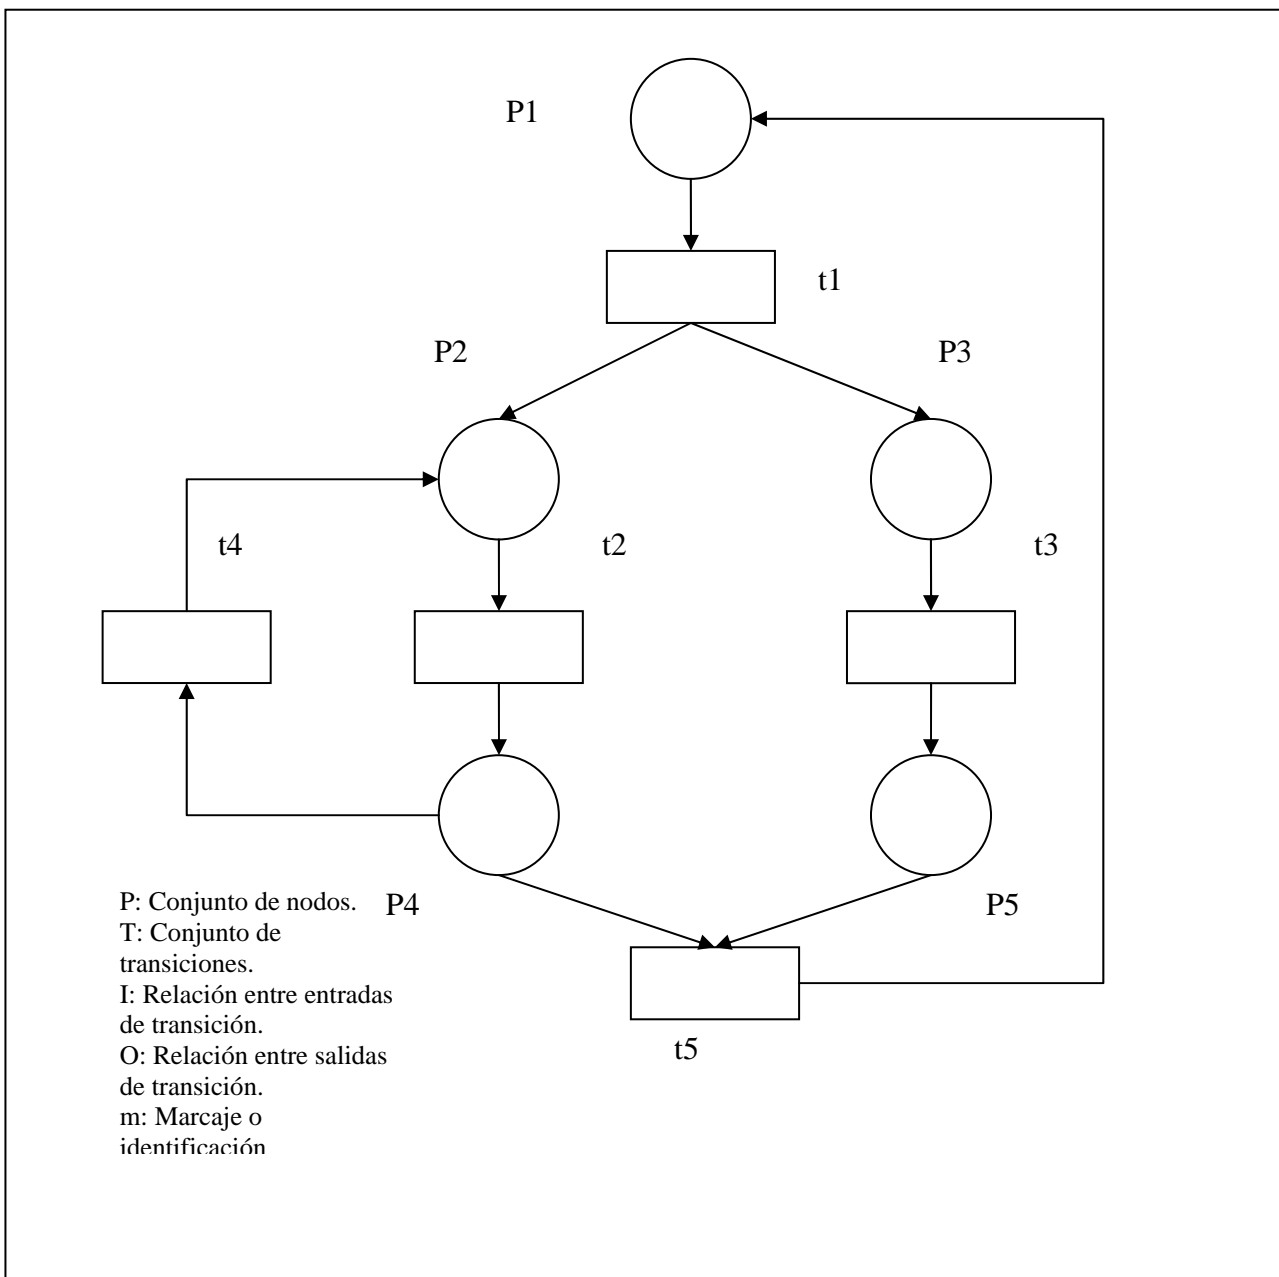 P1
t1
P2
P3
t4
t2
t3
P: Conjunto de nodos.
P4
P5
T: Conjunto de
transiciones.
I: Relación entre entradas
de transición.
O: Relación entre salidas
de transición.
t5
m: Marcaje o
identificación